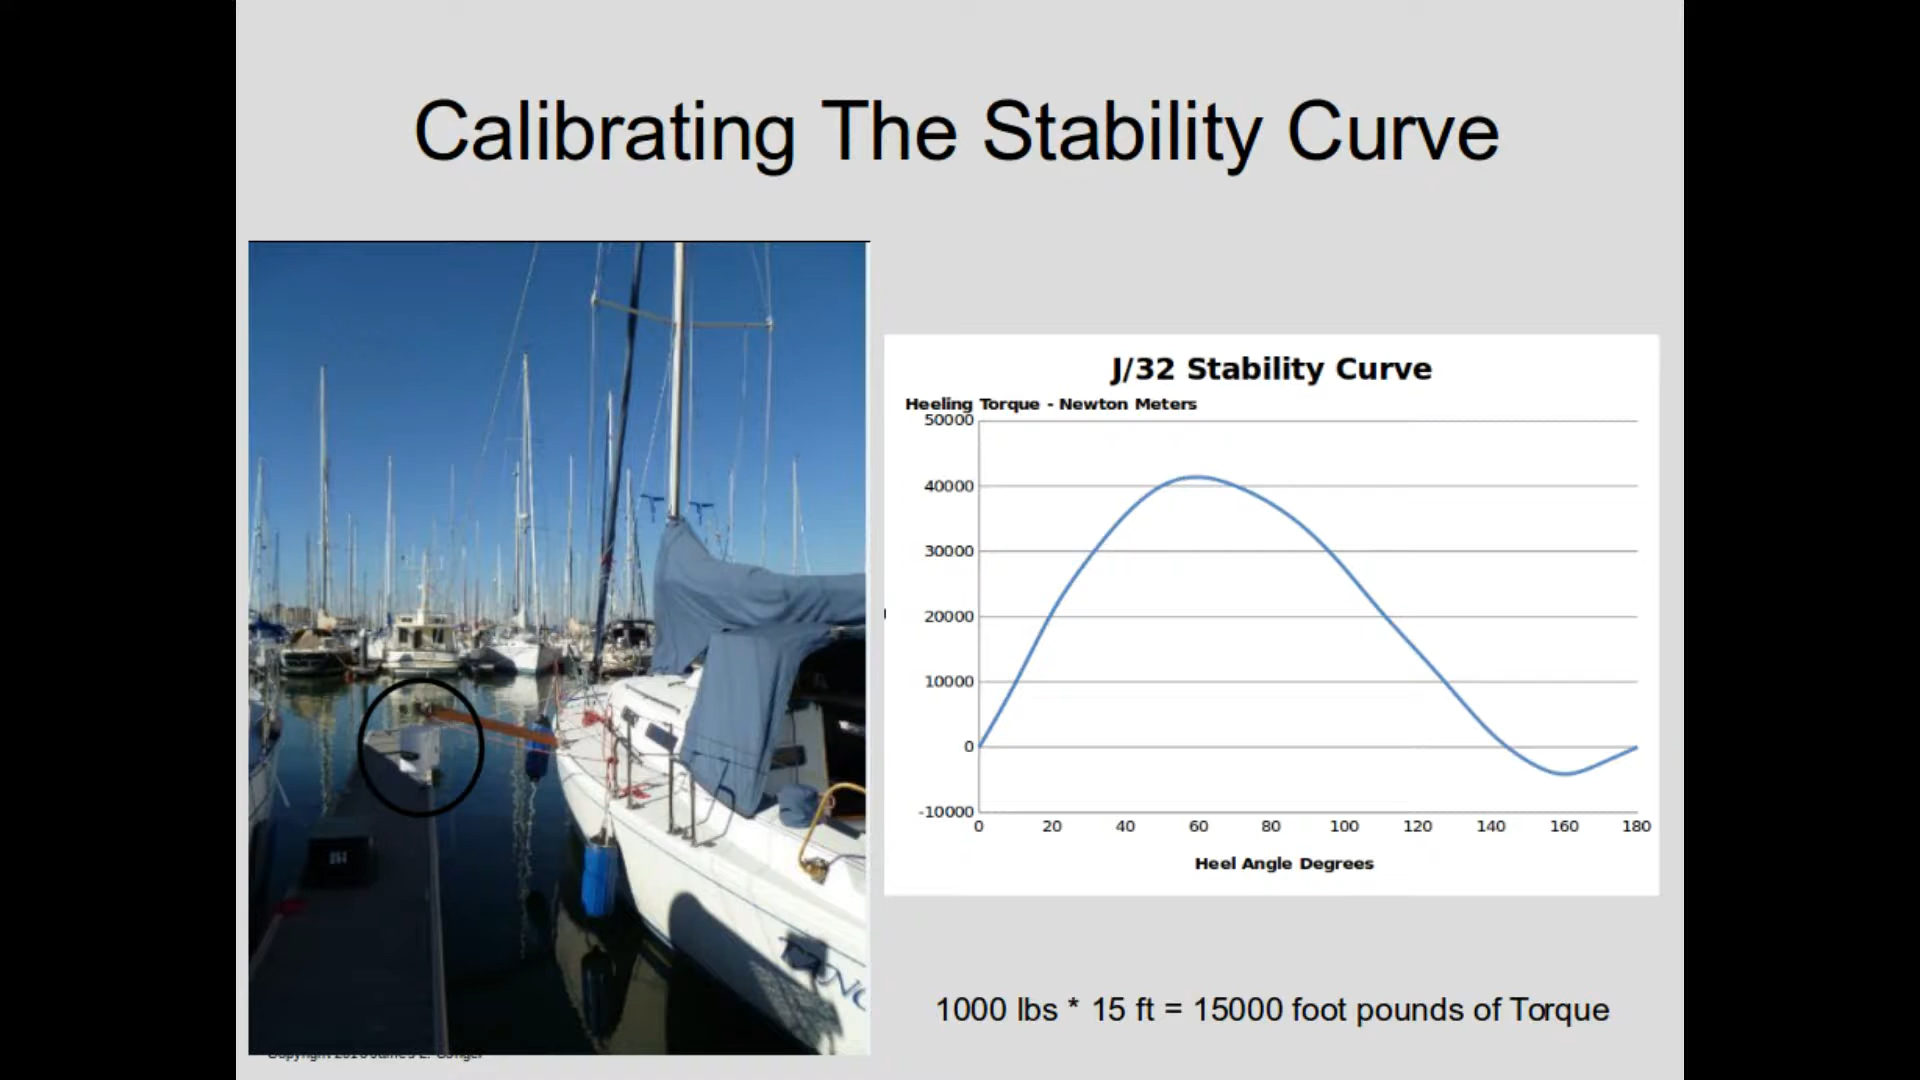 Calibrating The Stability Curve
J/32 Stability Curve
Heeling Torque - Newton Meters
50000
40000
30000
20000
10000
0
-10000
0 20 40 60 80 100 120 140 160 180
Heel Angle Degrees
1000 lbs * 15 ft = 15000 foot pounds of Torque